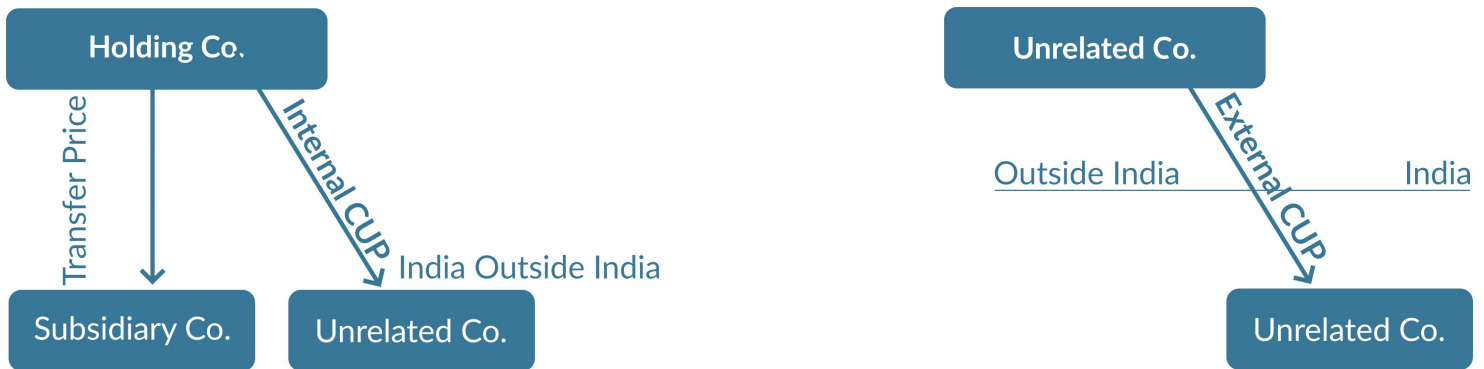 Holding Co.
Transfer Price
Internal CUP
India Outside India
Subsidiary Co.
Unrelated Co.
Unrelated Co.
External CUP
Outside India
India
Unrelated Co.